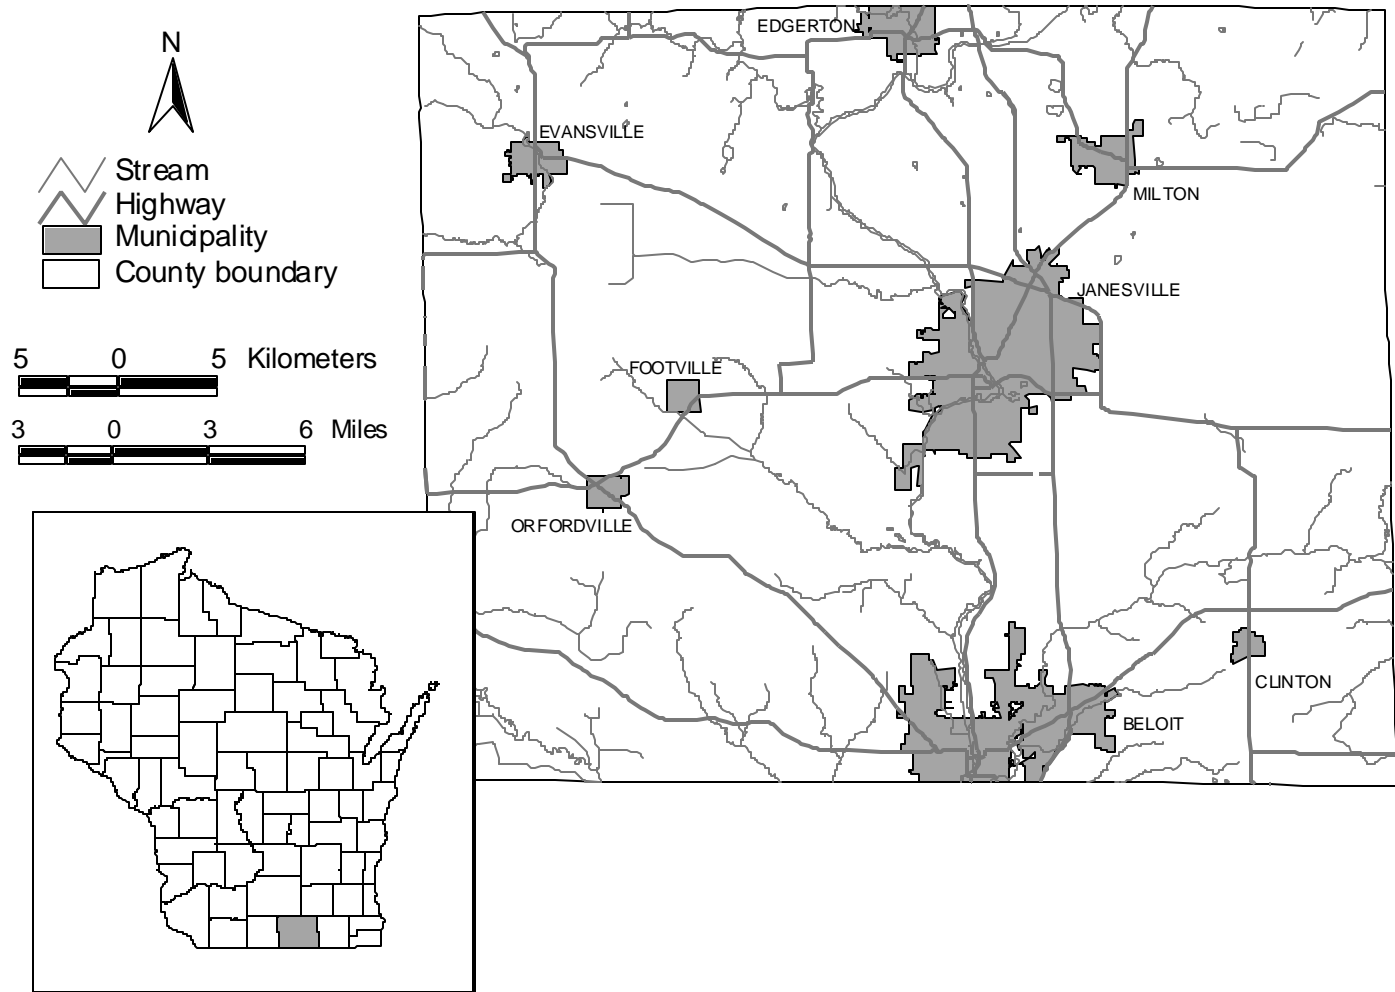 EDGERTON
N
EVANSVILLE
Stream
Highway
Municipality
County boundary
MILTON
JANESVILLE
5 0 5 Kilometers
FOOTVILLE
3 0 3 6 Miles
ORFORDVILLE
CLINTON
BELOIT